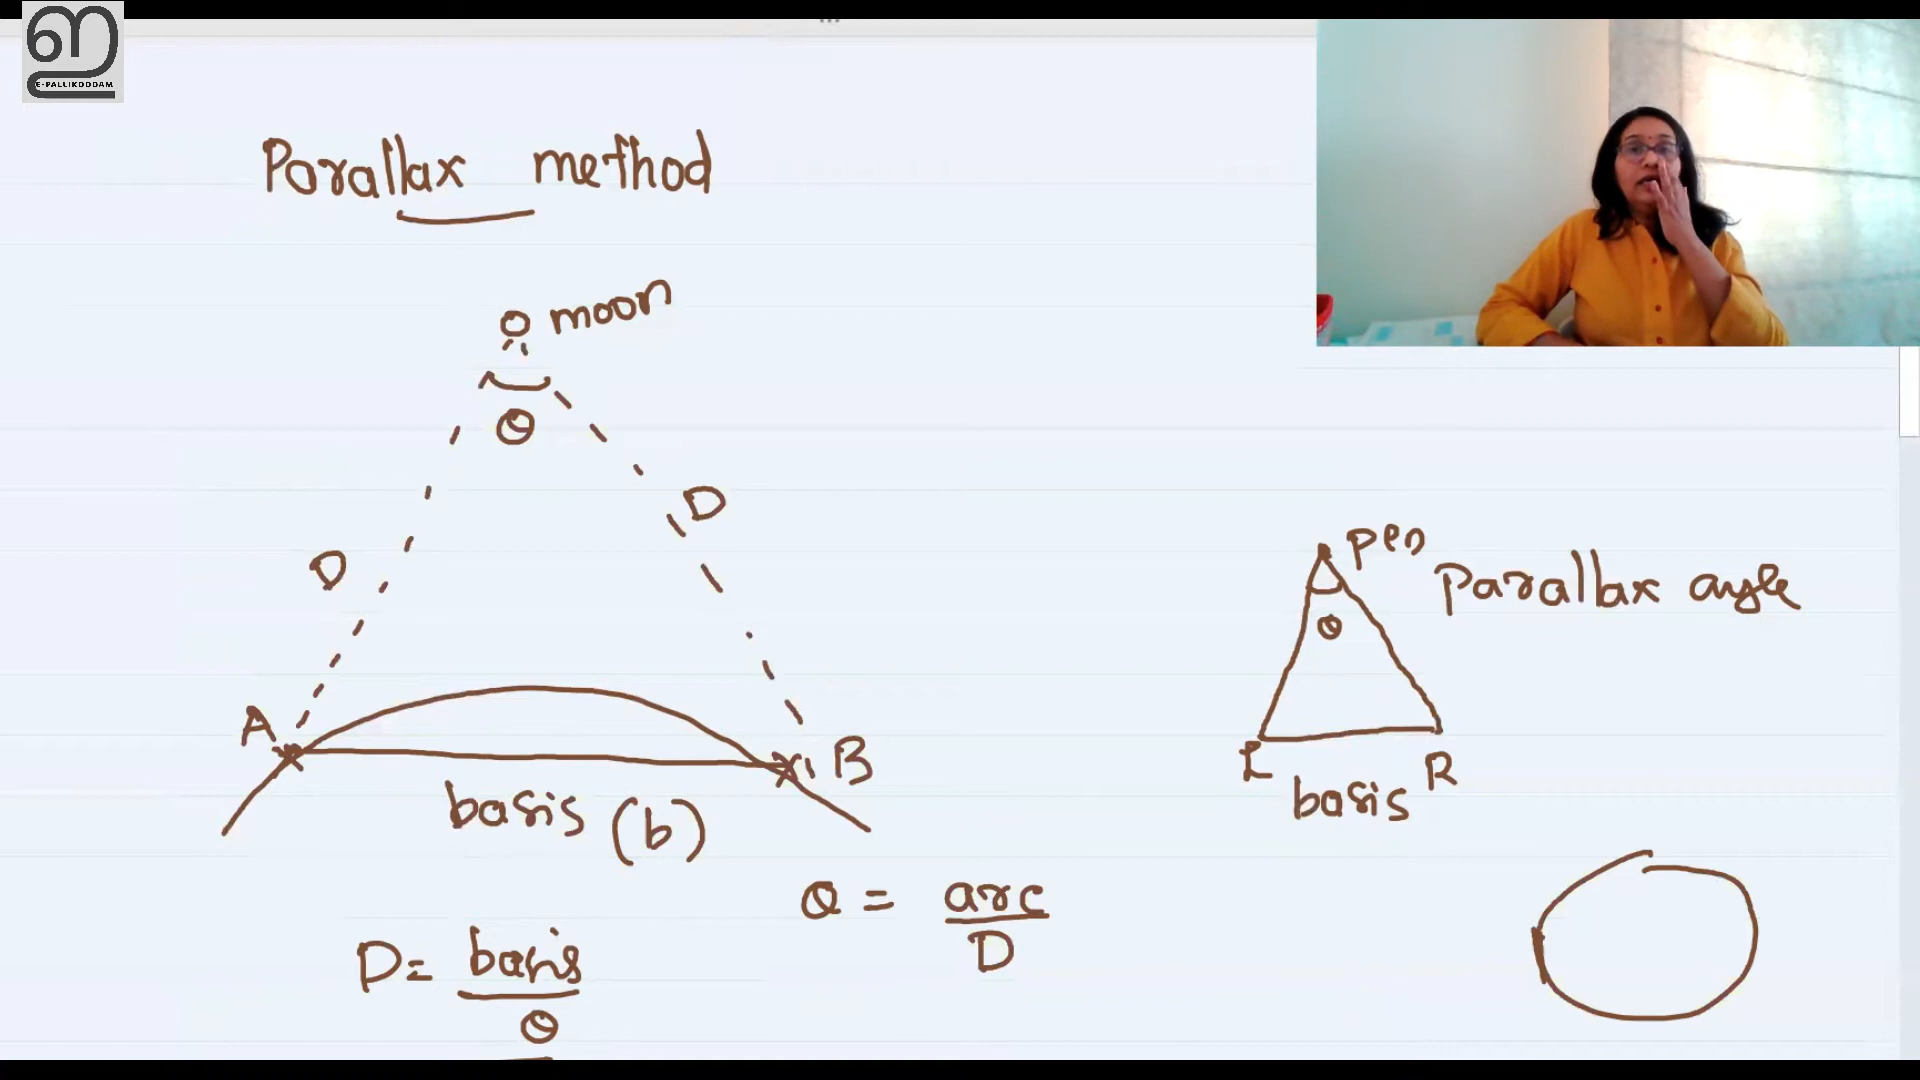 ണ
E-PALLIKOODAM
Parallax method
moon
θ
D
D
A
B
basis (b)
θ = arc
D
D = basis
θ
pen
Parallax angle
θ
L
R
basis